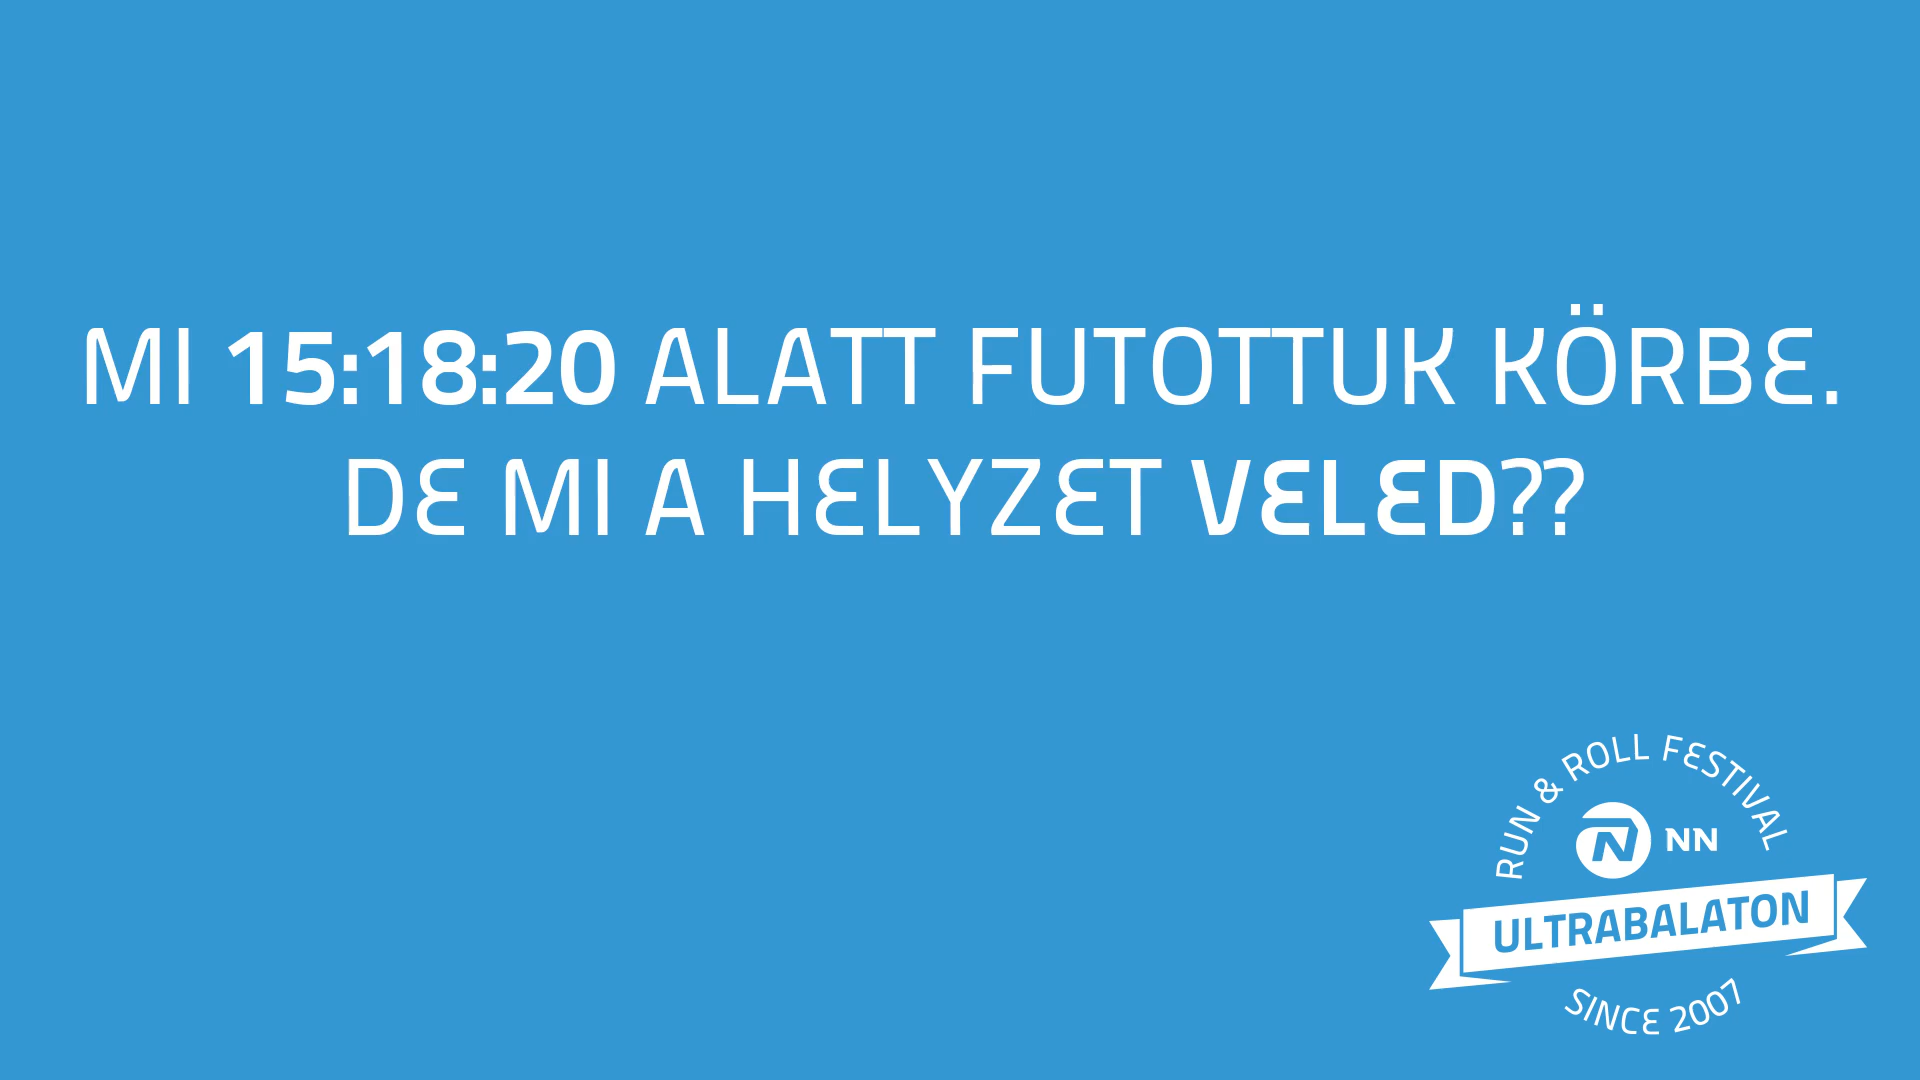 MI 15:18:20 ALATT FUTOTTUK KÖRBE.
DE MI A HELYZET VELED??
RUN & ROLL FESTIVAL
NN
ULTRABALATON
SINCE 2007